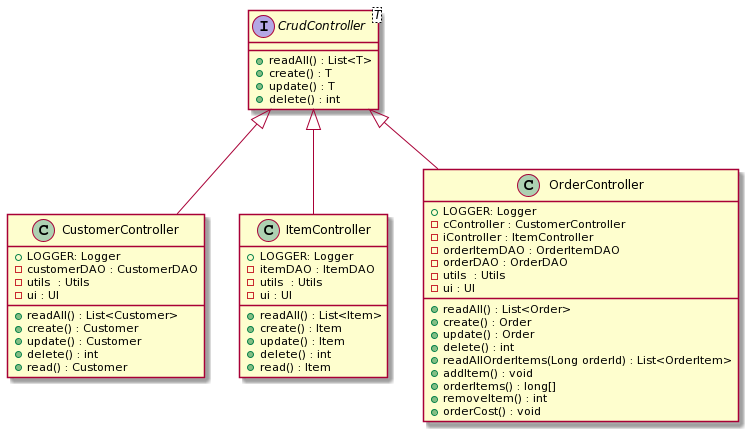 I CrudController T
readAll() : List<T>
create() : T
update() : T
delete() : int
C CustomerController
LOGGER: Logger
customerDAO : CustomerDAO
utils : Utils
ui : UI
readAll() : List<Customer>
create() : Customer
update() : Customer
delete() : int
read() : Customer
C ItemController
LOGGER: Logger
itemDAO : ItemDAO
utils : Utils
ui : UI
readAll() : List<Item>
create() : Item
update() : Item
delete() : int
read() : Item
C OrderController
LOGGER: Logger
cController : CustomerController
iController : ItemController
orderItemDAO : OrderItemDAO
orderDAO : OrderDAO
utils : Utils
ui : UI
readAll() : List<Order>
create() : Order
update() : Order
delete() : int
readAllOrderItems(Long orderId) : List<OrderItem>
addItem() : void
orderItems() : long[]
removeItem() : int
orderCost() : void